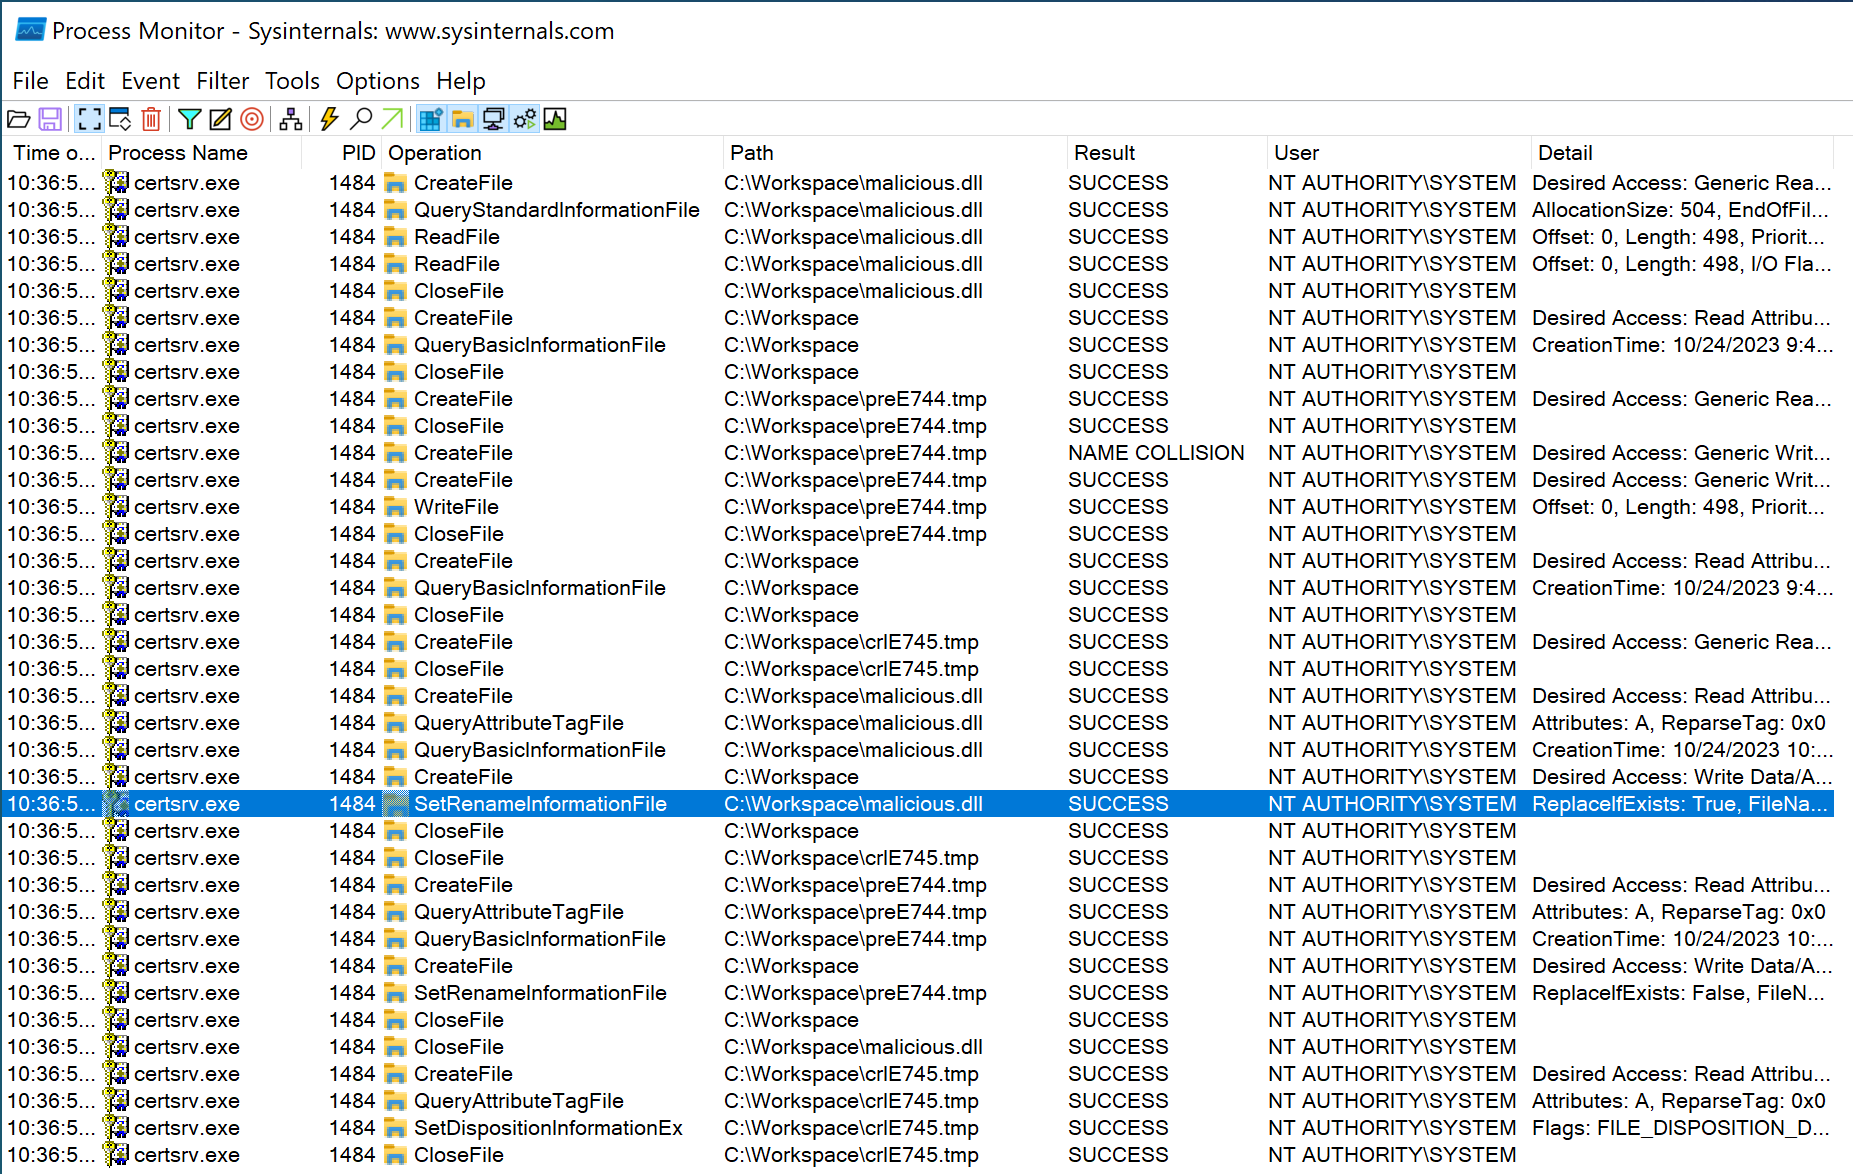 Process Monitor - Sysinternals: www.sysinternals.com
File Edit Event Filter Tools Options Help
Time o... Process Name PID Operation Path Result User Detail
10:36:5... certsrv.exe 1484 CreateFile C:\Workspace\malicious.dll SUCCESS NT AUTHORITY\SYSTEM Desired Access: Generic Rea...
10:36:5... certsrv.exe 1484 QueryStandardInformationFile C:\Workspace\malicious.dll SUCCESS NT AUTHORITY\SYSTEM AllocationSize: 504, EndOfFil...
10:36:5... certsrv.exe 1484 ReadFile C:\Workspace\malicious.dll SUCCESS NT AUTHORITY\SYSTEM Offset: 0, Length: 498, Priorit...
10:36:5... certsrv.exe 1484 ReadFile C:\Workspace\malicious.dll SUCCESS NT AUTHORITY\SYSTEM Offset: 0, Length: 498, I/O Fla...
10:36:5... certsrv.exe 1484 CloseFile C:\Workspace\malicious.dll SUCCESS NT AUTHORITY\SYSTEM
10:36:5... certsrv.exe 1484 CreateFile C:\Workspace SUCCESS NT AUTHORITY\SYSTEM Desired Access: Read Attribu...
10:36:5... certsrv.exe 1484 QueryBasicInformationFile C:\Workspace SUCCESS NT AUTHORITY\SYSTEM CreationTime: 10/24/2023 9:4...
10:36:5... certsrv.exe 1484 CloseFile C:\Workspace SUCCESS NT AUTHORITY\SYSTEM
10:36:5... certsrv.exe 1484 CreateFile C:\Workspace\preE744.tmp SUCCESS NT AUTHORITY\SYSTEM Desired Access: Generic Rea...
10:36:5... certsrv.exe 1484 CloseFile C:\Workspace\preE744.tmp SUCCESS NT AUTHORITY\SYSTEM
10:36:5... certsrv.exe 1484 CreateFile C:\Workspace\preE744.tmp NAME COLLISION NT AUTHORITY\SYSTEM Desired Access: Generic Writ...
10:36:5... certsrv.exe 1484 CreateFile C:\Workspace\preE744.tmp SUCCESS NT AUTHORITY\SYSTEM Desired Access: Generic Writ...
10:36:5... certsrv.exe 1484 WriteFile C:\Workspace\preE744.tmp SUCCESS NT AUTHORITY\SYSTEM Offset: 0, Length: 498, Priorit...
10:36:5... certsrv.exe 1484 CloseFile C:\Workspace\preE744.tmp SUCCESS NT AUTHORITY\SYSTEM
10:36:5... certsrv.exe 1484 CreateFile C:\Workspace SUCCESS NT AUTHORITY\SYSTEM Desired Access: Read Attribu...
10:36:5... certsrv.exe 1484 QueryBasicInformationFile C:\Workspace SUCCESS NT AUTHORITY\SYSTEM CreationTime: 10/24/2023 9:4...
10:36:5... certsrv.exe 1484 CloseFile C:\Workspace SUCCESS NT AUTHORITY\SYSTEM
10:36:5... certsrv.exe 1484 CreateFile C:\Workspace\crlE745.tmp SUCCESS NT AUTHORITY\SYSTEM Desired Access: Generic Rea...
10:36:5... certsrv.exe 1484 CloseFile C:\Workspace\crlE745.tmp SUCCESS NT AUTHORITY\SYSTEM
10:36:5... certsrv.exe 1484 CreateFile C:\Workspace\malicious.dll SUCCESS NT AUTHORITY\SYSTEM Desired Access: Read Attribu...
10:36:5... certsrv.exe 1484 QueryAttributeTagFile C:\Workspace\malicious.dll SUCCESS NT AUTHORITY\SYSTEM Attributes: A, ReparseTag: 0x0
10:36:5... certsrv.exe 1484 QueryBasicInformationFile C:\Workspace\malicious.dll SUCCESS NT AUTHORITY\SYSTEM CreationTime: 10/24/2023 10:...
10:36:5... certsrv.exe 1484 CreateFile C:\Workspace SUCCESS NT AUTHORITY\SYSTEM Desired Access: Write Data/A...
10:36:5... certsrv.exe 1484 SetRenameInformationFile C:\Workspace\malicious.dll SUCCESS NT AUTHORITY\SYSTEM ReplaceIfExists: True, FileNa...
10:36:5... certsrv.exe 1484 CloseFile C:\Workspace SUCCESS NT AUTHORITY\SYSTEM
10:36:5... certsrv.exe 1484 CloseFile C:\Workspace\crlE745.tmp SUCCESS NT AUTHORITY\SYSTEM
10:36:5... certsrv.exe 1484 CreateFile C:\Workspace\preE744.tmp SUCCESS NT AUTHORITY\SYSTEM Desired Access: Read Attribu...
10:36:5... certsrv.exe 1484 QueryAttributeTagFile C:\Workspace\preE744.tmp SUCCESS NT AUTHORITY\SYSTEM Attributes: A, ReparseTag: 0x0
10:36:5... certsrv.exe 1484 QueryBasicInformationFile C:\Workspace\preE744.tmp SUCCESS NT AUTHORITY\SYSTEM CreationTime: 10/24/2023 10:...
10:36:5... certsrv.exe 1484 CreateFile C:\Workspace SUCCESS NT AUTHORITY\SYSTEM Desired Access: Write Data/A...
10:36:5... certsrv.exe 1484 SetRenameInformationFile C:\Workspace\preE744.tmp SUCCESS NT AUTHORITY\SYSTEM ReplaceIfExists: False, FileN...
10:36:5... certsrv.exe 1484 CloseFile C:\Workspace SUCCESS NT AUTHORITY\SYSTEM
10:36:5... certsrv.exe 1484 CloseFile C:\Workspace\malicious.dll SUCCESS NT AUTHORITY\SYSTEM
10:36:5... certsrv.exe 1484 CreateFile C:\Workspace\crlE745.tmp SUCCESS NT AUTHORITY\SYSTEM Desired Access: Read Attribu...
10:36:5... certsrv.exe 1484 QueryAttributeTagFile C:\Workspace\crlE745.tmp SUCCESS NT AUTHORITY\SYSTEM Attributes: A, ReparseTag: 0x0
10:36:5... certsrv.exe 1484 SetDispositionInformationEx C:\Workspace\crlE745.tmp SUCCESS NT AUTHORITY\SYSTEM Flags: FILE_DISPOSITION_D...
10:36:5... certsrv.exe 1484 CloseFile C:\Workspace\crlE745.tmp SUCCESS NT AUTHORITY\SYSTEM